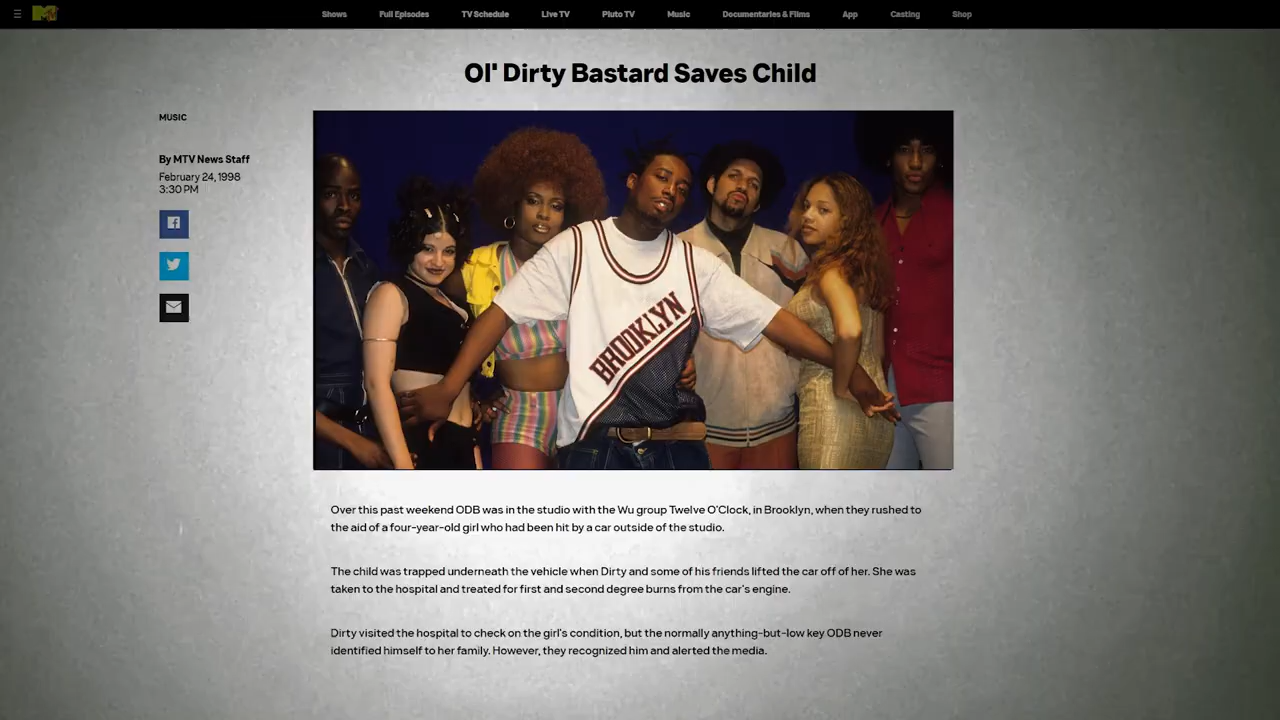 Shows Full Episodes TV Schedule Live TV Pluto TV Music Documentaries & Films App Casting Shop
Ol' Dirty Bastard Saves Child
MUSIC
By MTV News Staff
February 24, 1998
3:30 PM
BROOKLYN
Over this past weekend ODB was in the studio with the Wu group Twelve O'Clock, in Brooklyn, when they rushed to
the aid of a four-year-old girl who had been hit by a car outside of the studio.
The child was trapped underneath the vehicle when Dirty and some of his friends lifted the car off of her. She was
taken to the hospital and treated for first and second degree burns from the car's engine.
Dirty visited the hospital to check on the girl's condition, but the normally anything-but-low key ODB never
identified himself to her family. However, they recognized him and alerted the media.